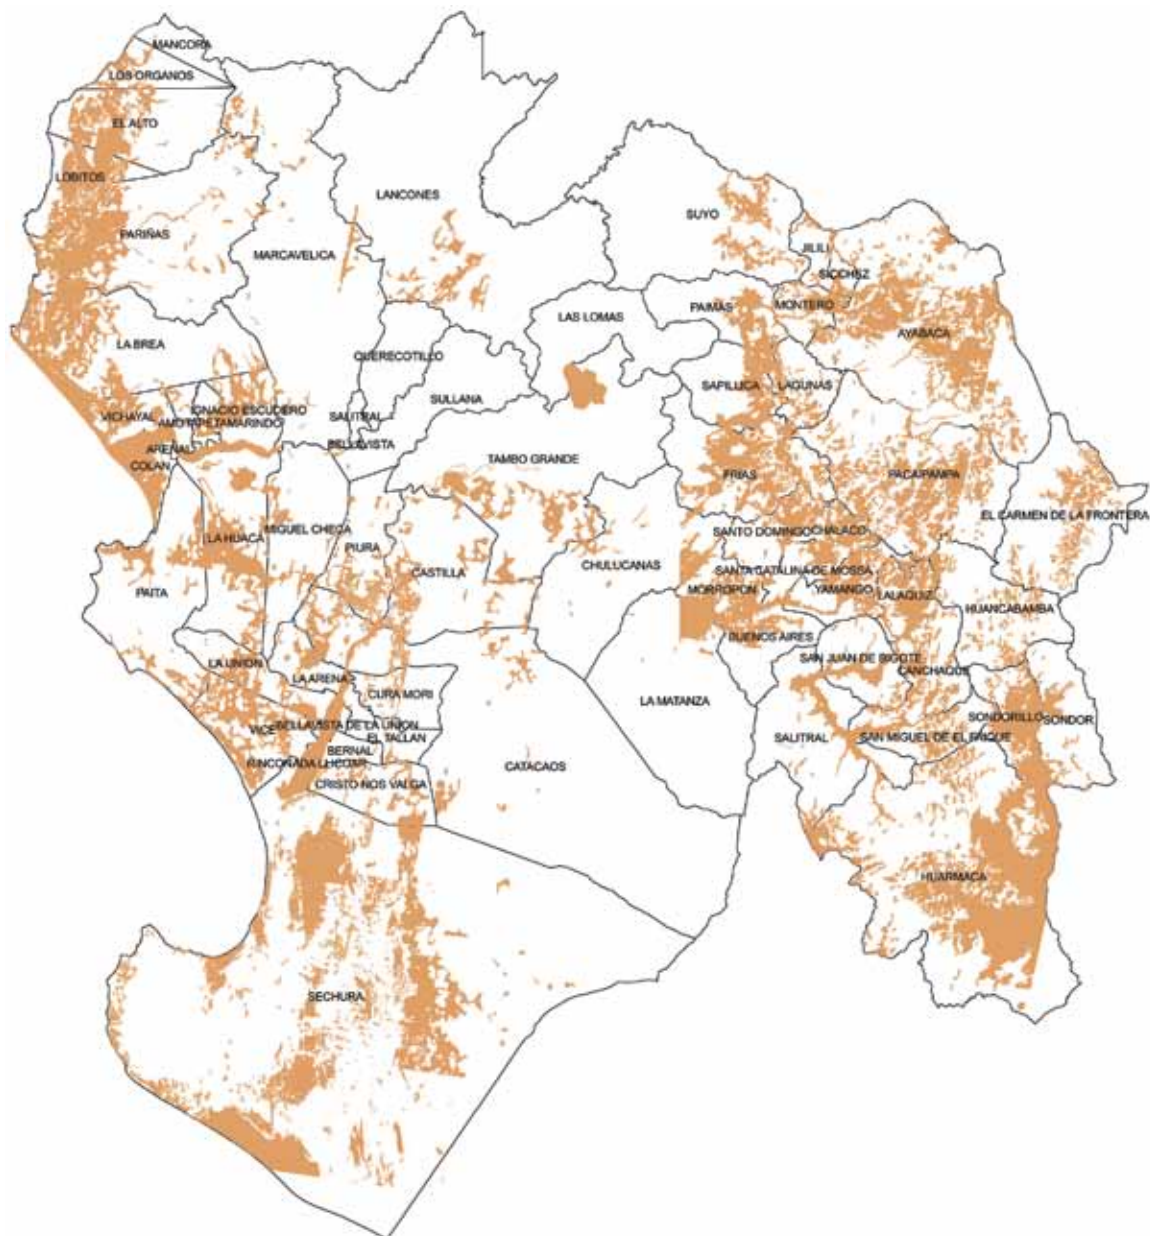 MANCORA
LOS ORGANOS
EL ALTO
LOBITOS
LANCONES
SUYO
PARIÑAS
MARCAVELICA
JILILI
SICCHEZ
PAIMAS
MONTERO
LAS LOMAS
AYABACA
LA BREA
QUERECOTILLO
SAPILLICA
LAGUNAS
SULLANA
IGNACIO ESCUDERO
VICHAYAL
AMOTAPE
TAMARINDO
SALITRAL
ARENAL
BELLAVISTA
COLAN
TAMBO GRANDE
FRIAS
PACAIPAMPA
EL CARMEN DE LA FRONTERA
MIGUEL CHECA
SANTO DOMINGO
CHALACO
LA HUACA
PIURA
CASTILLA
CHULUCANAS
SANTA CATALINA DE MOSSA
PAITA
MORROPON
YAMANGO
LALAQUIZ
HUANCABAMBA
BUENOS AIRES
LA UNION
SAN JUAN DE BIGOTE
LA ARENA
CANCHAQUE
CURA MORI
LA MATANZA
VICE
BELLAVISTA DE LA UNION
SONDORILLO
SONDOR
EL TALLAN
SALITRAL
SAN MIGUEL DE EL FAIQUE
BERNAL
RINCONADA LLICUAR
CATACAOS
CRISTO NOS VALGA
HUARMACA
SECHURA